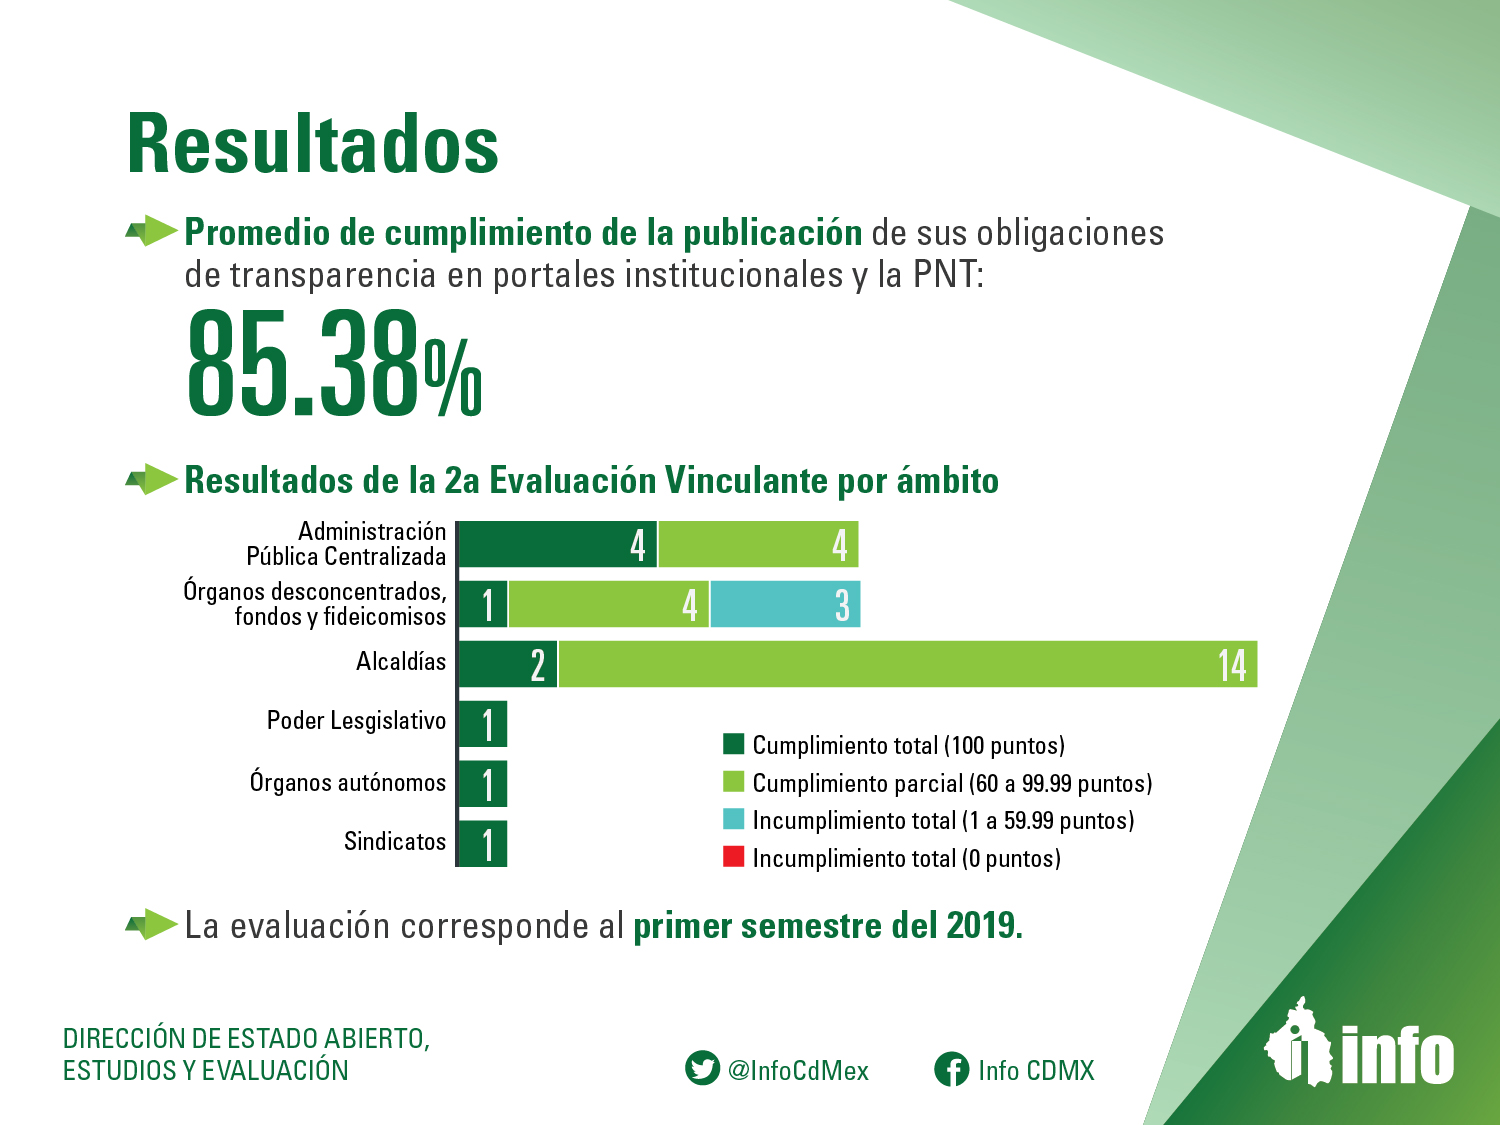 Resultados
Promedio de cumplimiento de la publicación de sus obligaciones
de transparencia en portales institucionales y la PNT:
85.38%
Resultados de la 2a Evaluación Vinculante por ámbito
Administración
Pública Centralizada
4 4
Órganos desconcentrados,
fondos y fideicomisos
1 4 3
Alcaldías 2 14
Poder Lesgislativo 1
Órganos autónomos 1
Sindicatos 1
Cumplimiento total (100 puntos)
Cumplimiento parcial (60 a 99.99 puntos)
Incumplimiento total (1 a 59.99 puntos)
Incumplimiento total (0 puntos)
La evaluación corresponde al primer semestre del 2019.
DIRECCIÓN DE ESTADO ABIERTO,
ESTUDIOS Y EVALUACIÓN
@InfoCdMex
Info CDMX
info